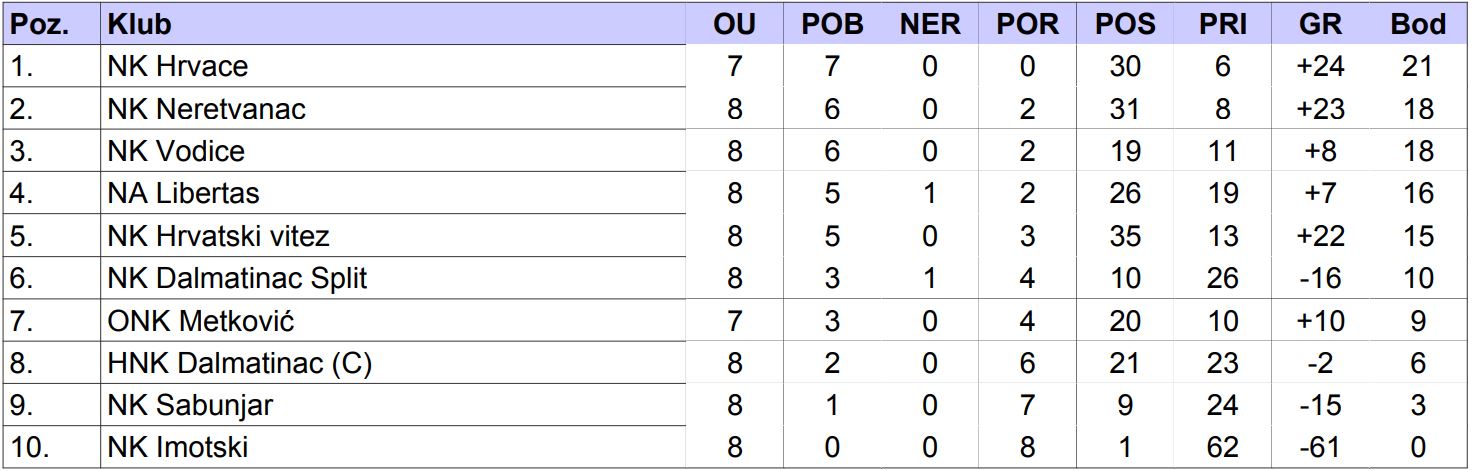 Poz. Klub OU POB NER POR POS PRI GR Bod
1. NK Hrvace 7 7 0 0 30 6 +24 21
2. NK Neretvanac 8 6 0 2 31 8 +23 18
3. NK Vodice 8 6 0 2 19 11 +8 18
4. NA Libertas 8 5 1 2 26 19 +7 16
5. NK Hrvatski vitez 8 5 0 3 35 13 +22 15
6. NK Dalmatinac Split 8 3 1 4 10 26 -16 10
7. ONK Metković 7 3 0 4 20 10 +10 9
8. HNK Dalmatinac (C) 8 2 0 6 21 23 -2 6
9. NK Sabunjar 8 1 0 7 9 24 -15 3
10. NK Imotski 8 0 0 8 1 62 -61 0